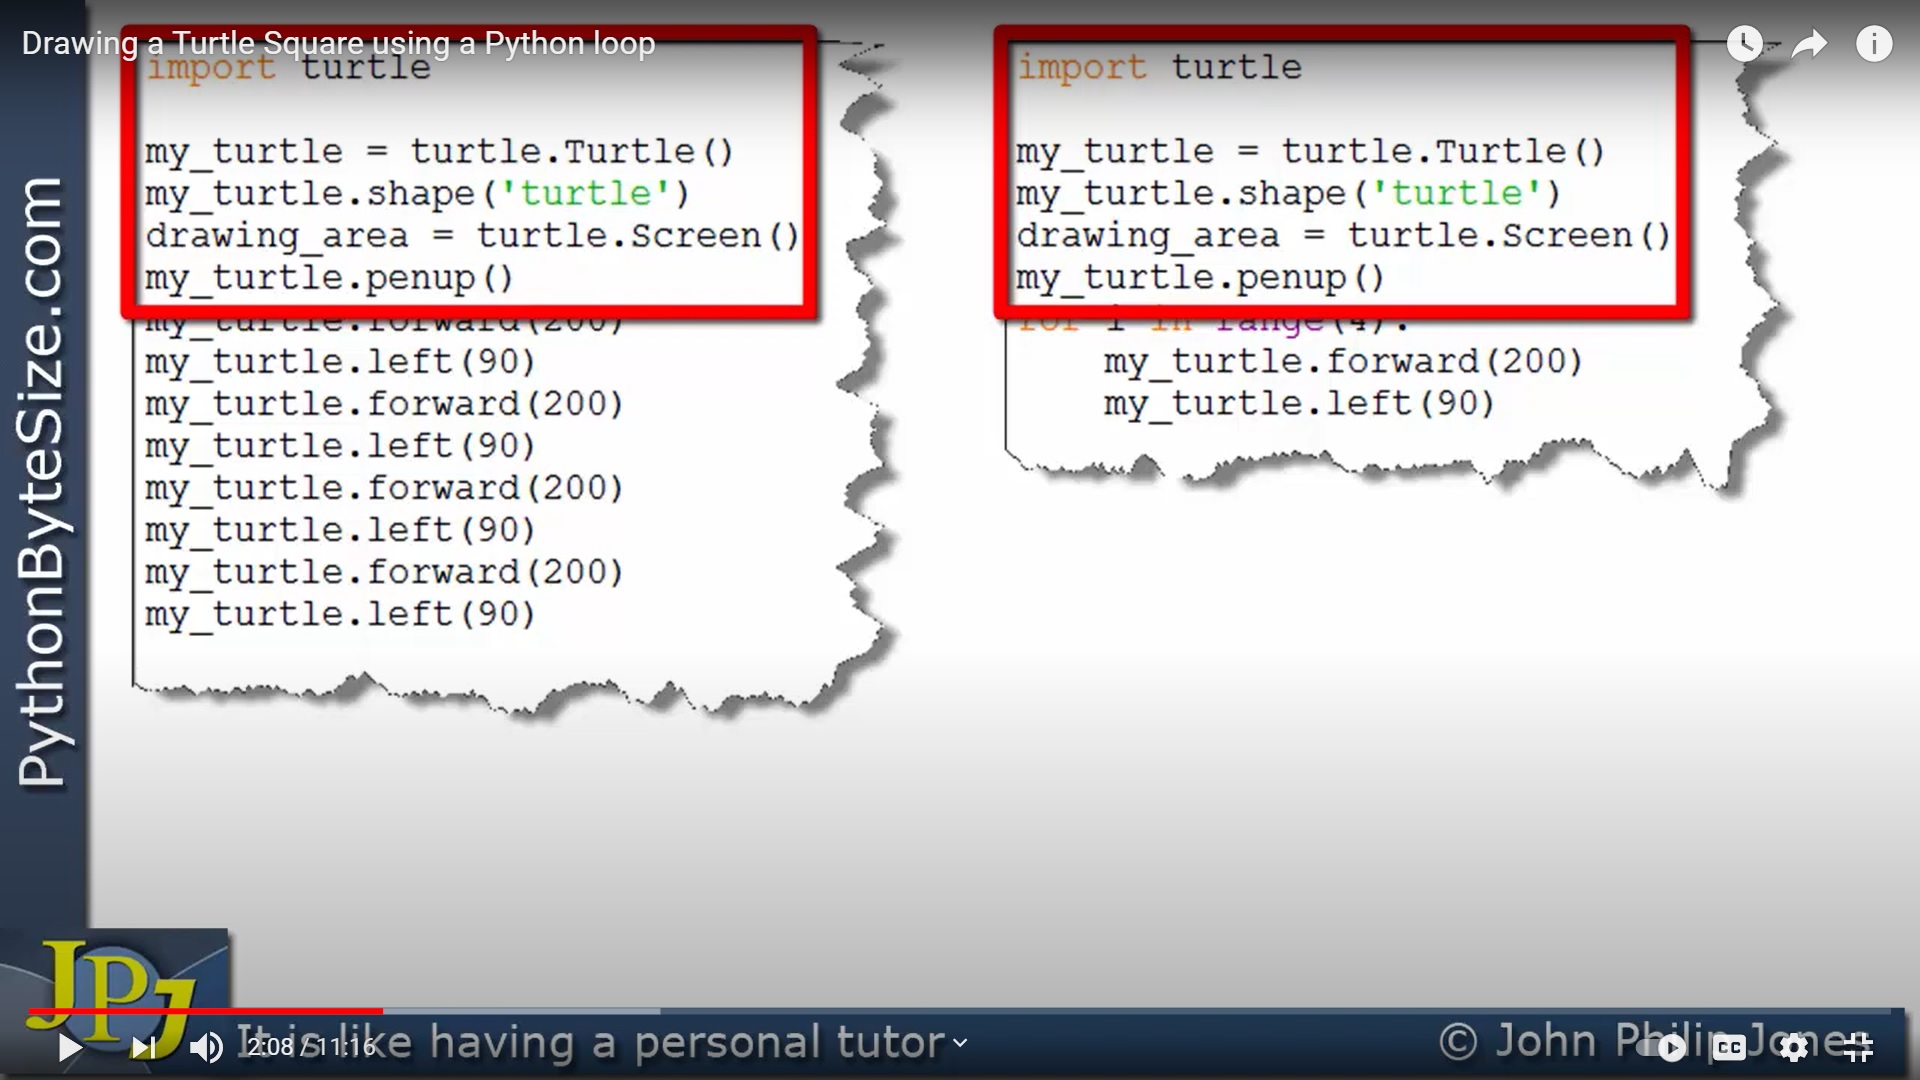 Drawing a Turtle Square using a Python loop
import turtle
my_turtle = turtle.Turtle()
my_turtle.shape('turtle')
drawing_area = turtle.Screen()
my_turtle.penup()
my_turtle.forward(200)
my_turtle.left(90)
my_turtle.forward(200)
my_turtle.left(90)
my_turtle.forward(200)
my_turtle.left(90)
my_turtle.forward(200)
my_turtle.left(90)
import turtle
my_turtle = turtle.Turtle()
my_turtle.shape('turtle')
drawing_area = turtle.Screen()
my_turtle.penup()
for i in range(4):
    my_turtle.forward(200)
    my_turtle.left(90)
PythonByteSize.com
JPJ
It is like having a personal tutor
2:08 / 11:16
© John Philip Jones
CC